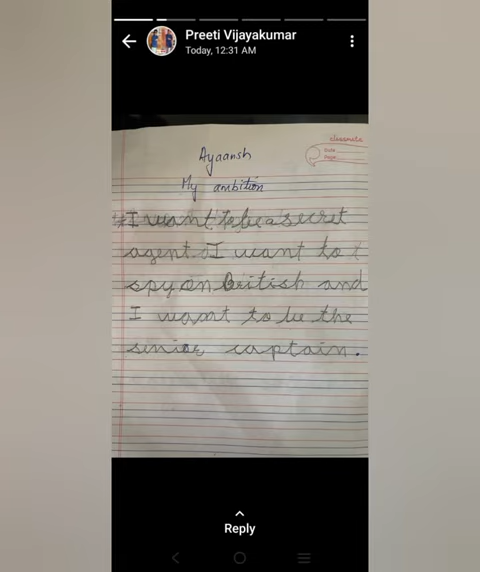 Preeti Vijayakumar
Today, 12:31 AM
classmate
Date
Page
Ayaansh
My ambition
I want to be a secret
agent I want to
spy on British and
I want to be the
senior captain.
Reply